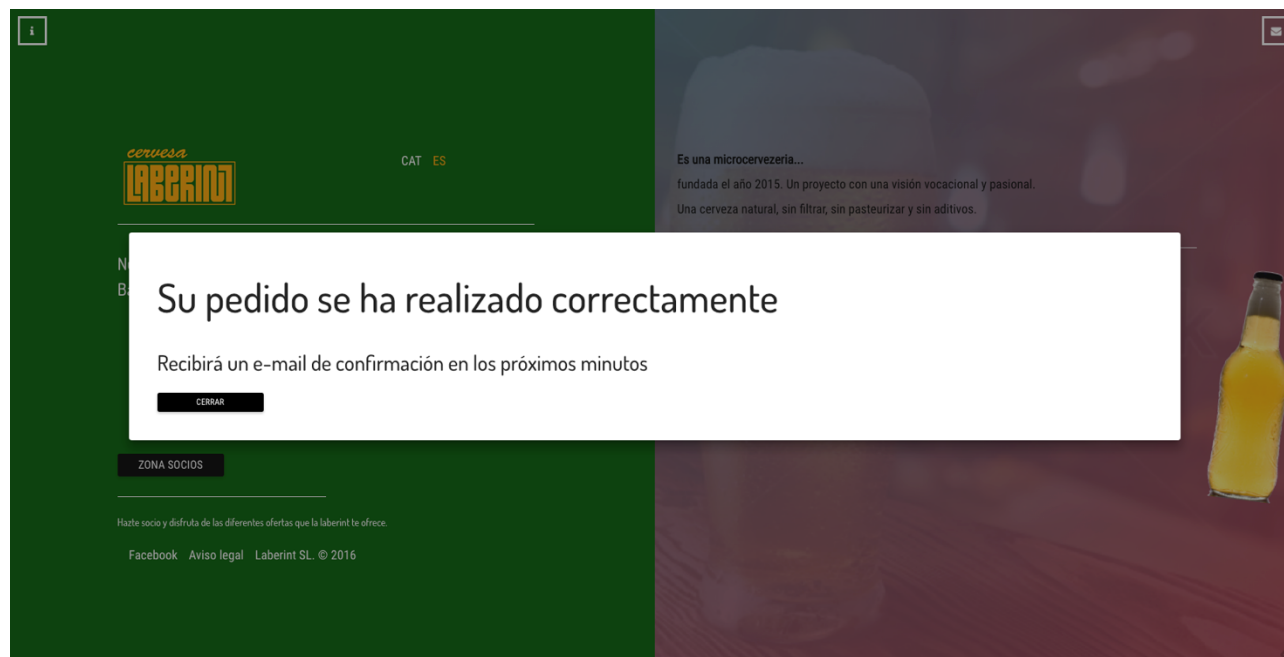 cervesa
LABERINT
CAT ES
Es una microcervezeria...
fundada el año 2015. Un proyecto con una visión vocacional y pasional.
Una cerveza natural, sin filtrar, sin pasteurizar y sin aditivos.
Su pedido se ha realizado correctamente
Recibirá un e-mail de confirmación en los próximos minutos
CERRAR
ZONA SOCIOS
Hazte socio y disfruta de las diferentes ofertas que la laberint te ofrece.
Facebook Aviso legal Laberint SL. © 2016